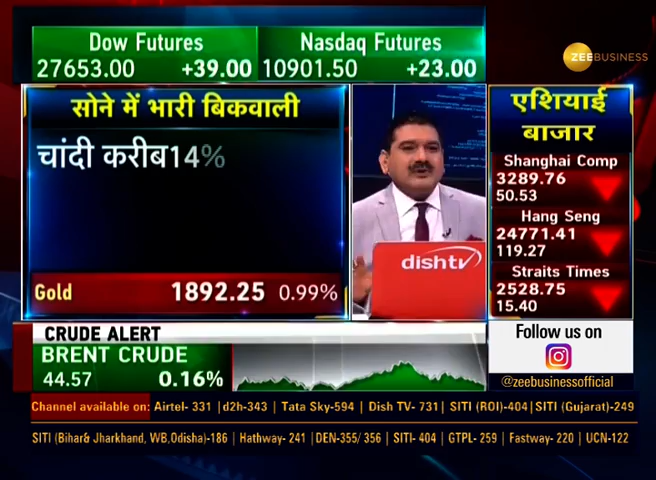 Dow Futures
27653.00 +39.00
Nasdaq Futures
10901.50 +23.00
ZEEBUSINESS
सोने में भारी बिकवाली
चांदी करीब14%
Gold 1892.25 0.99%
dishtv
एशियाई
बाजार
Shanghai Comp
3289.76
50.53
Hang Seng
24771.41
119.27
Straits Times
2528.75
15.40
CRUDE ALERT
BRENT CRUDE
44.57 0.16%
Follow us on
@zeebusinessofficial
Channel available on: Airtel- 331 |d2h-343 | Tata Sky-594 | Dish TV- 731| SITI (ROI)-404|SITI (Gujarat)-249
SITI (Bihar& Jharkhand, WB,Odisha)-186 | Hathway- 241 |DEN-355/ 356 | SITI- 404 | GTPL- 259 | Fastway- 220 | UCN-122